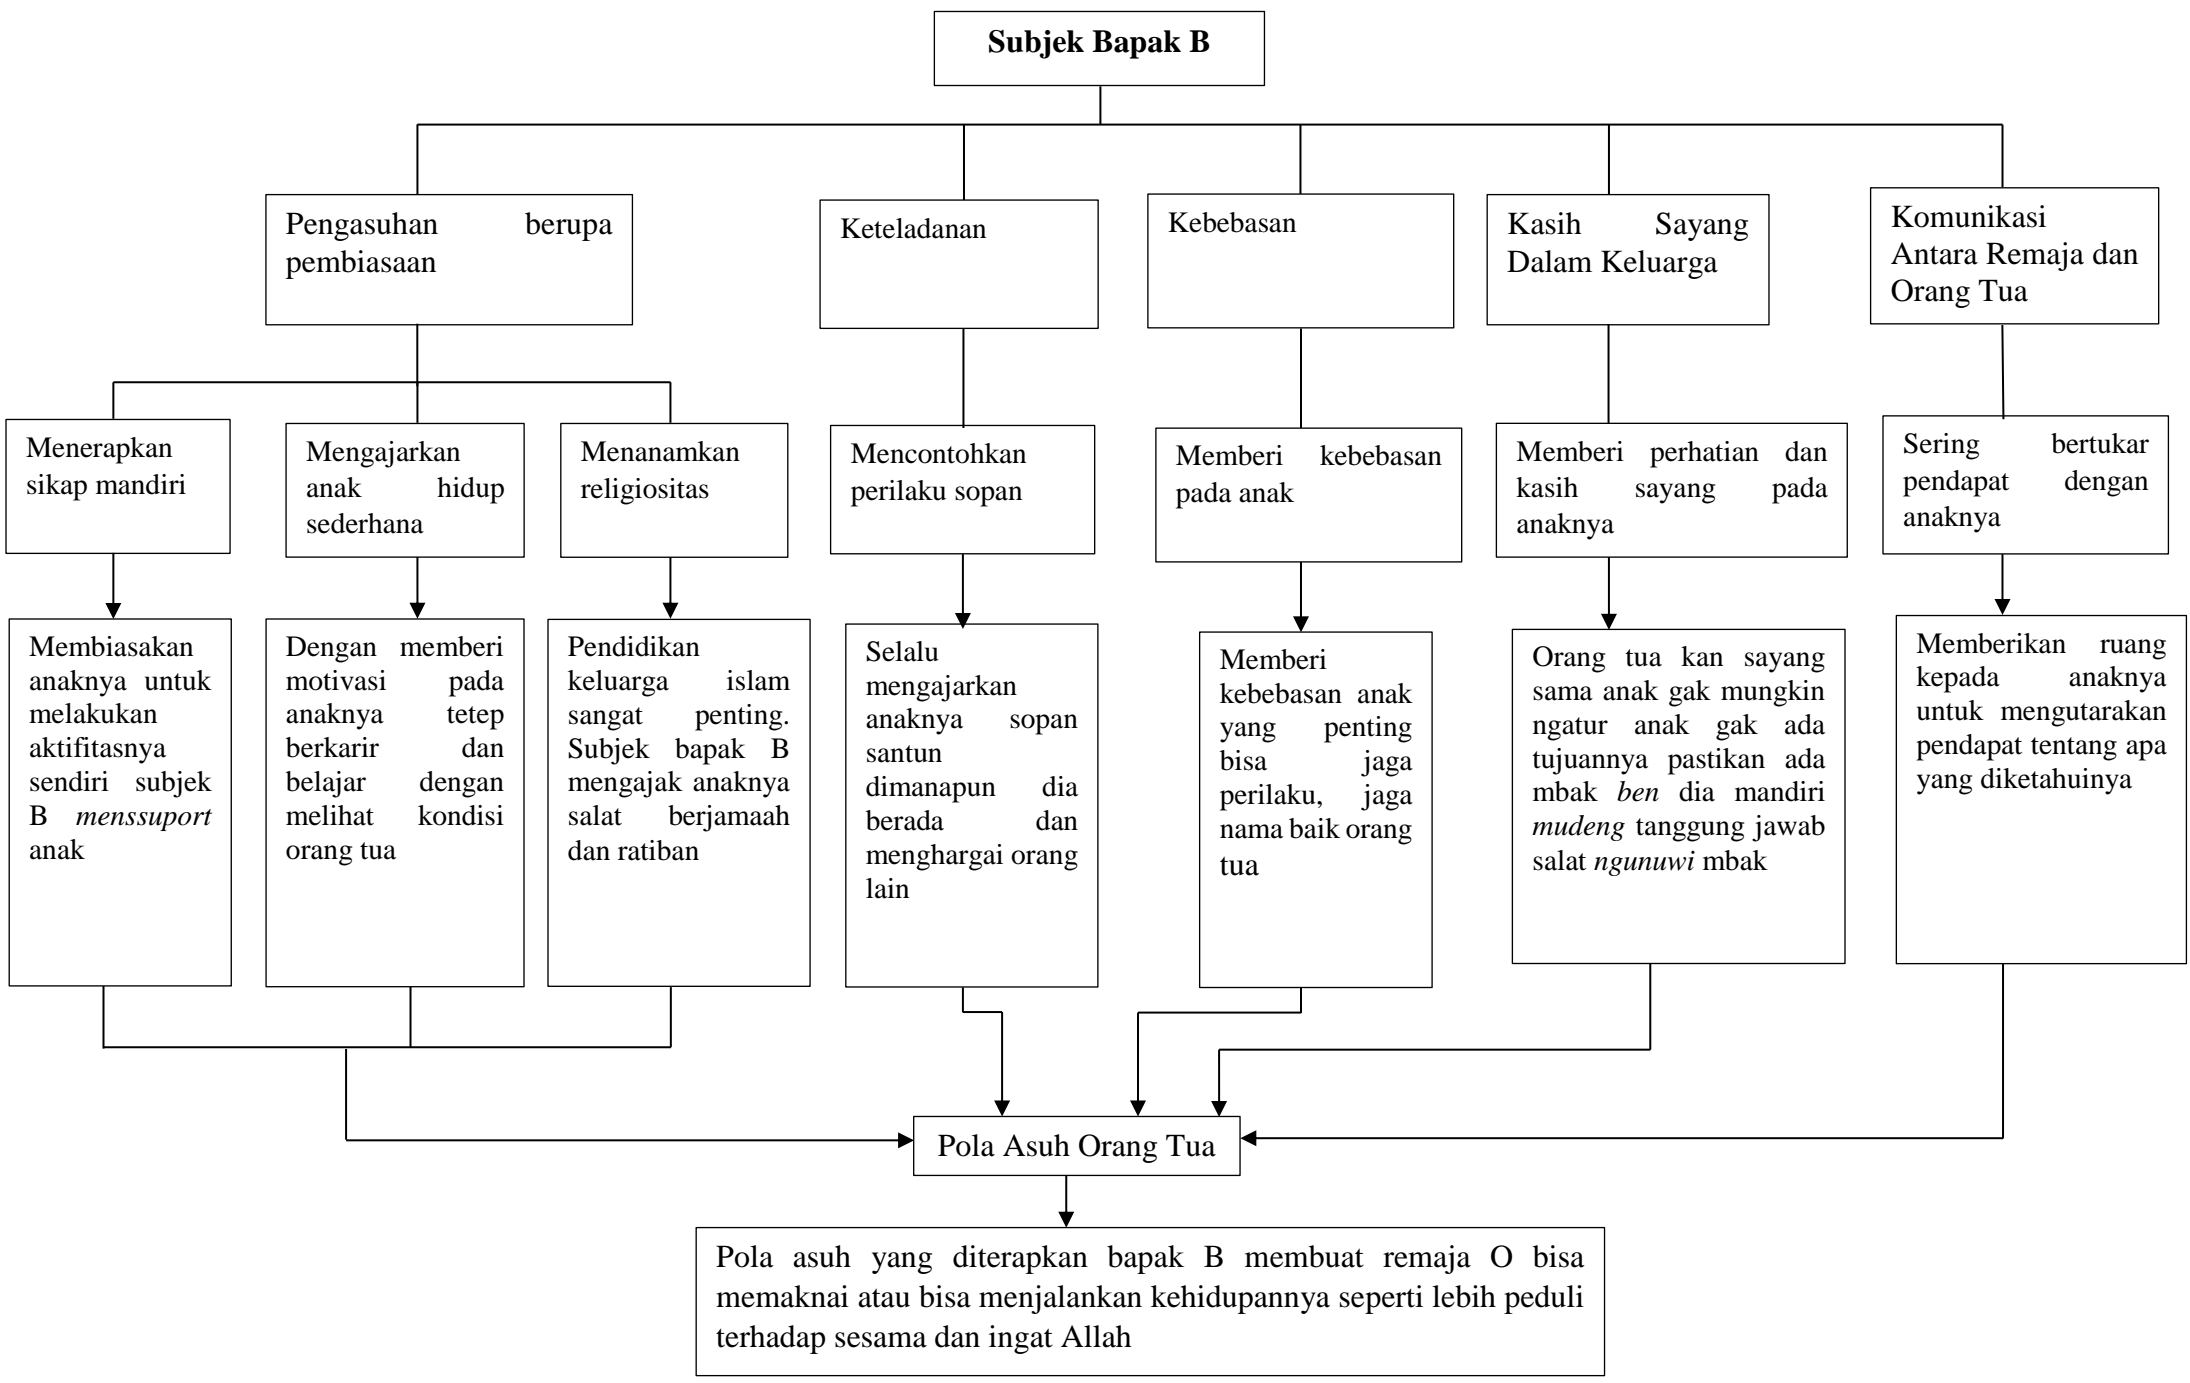 Subjek Bapak B
Pengasuhan berupa
pembiasaan
Keteladanan
Kebebasan
Kasih Sayang
Dalam Keluarga
Komunikasi
Antara Remaja dan
Orang Tua
Menerapkan
sikap mandiri
Mengajarkan
anak hidup
sederhana
Menanamkan
religiositas
Mencontohkan
perilaku sopan
Memberi kebebasan
pada anak
Memberi perhatian dan
kasih sayang pada
anaknya
Sering bertukar
pendapat dengan
anaknya
Membiasakan
anaknya untuk
melakukan
aktifitasnya
sendiri subjek
B menssuport
anak
Dengan memberi
motivasi pada
anaknya tetep
berkarir dan
belajar dengan
melihat kondisi
orang tua
Pendidikan
keluarga islam
sangat penting.
Subjek bapak B
mengajak anaknya
salat berjamaah
dan ratiban
Selalu
mengajarkan
anaknya sopan
santun
dimanapun dia
berada dan
menghargai orang
lain
Memberi
kebebasan anak
yang penting
bisa jaga
perilaku, jaga
nama baik orang
tua
Orang tua kan sayang
sama anak gak mungkin
ngatur anak gak ada
tujuannya pastikan ada
mbak ben dia mandiri
mudeng tanggung jawab
salat ngunuwi mbak
Memberikan ruang
kepada anaknya
untuk mengutarakan
pendapat tentang apa
yang diketahuinya
Pola Asuh Orang Tua
Pola asuh yang diterapkan bapak B membuat remaja O bisa
memaknai atau bisa menjalankan kehidupannya seperti lebih peduli
terhadap sesama dan ingat Allah